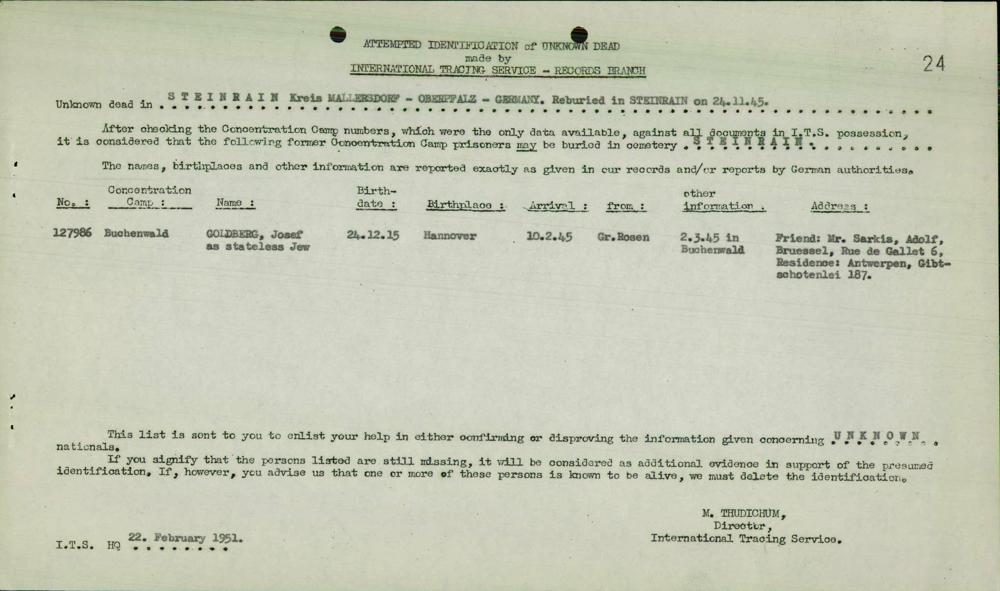 ATTEMPTED IDENTIFICATION of UNKNOWN DEAD
made by
INTERNATIONAL TRACING SERVICE - RECORDS BRANCH
24
Unknown dead in STEINRAIN Kreis MALLERSDORF - OBERPFALZ - GERMANY. Reburied in STEINRAIN on 24.11.45.
After checking the Concentration Camp numbers, which were the only data available, against all documents in I.T.S. possession,
it is considered that the following former Concentration Camp prisoners may be buried in cemetery STEINRAIN.
The names, birthplaces and other information are reported exactly as given in our records and/or reports by German authorities.
No. : Concentration Camp : Name : Birth-date : Birthplace : Arrival : from : other information . Address :
127986 Buchenwald GOLDBERG, Josef 24.12.15 Hannover 10.2.45 Gr.Rosen 2.3.45 in Friend: Mr. Sarkis, Adolf,
as stateless Jew Buchenwald Bruessel, Rue de Gallet 6,
Residence: Antwerpen, Gibt-
schotenlei 187.
This list is sent to you to enlist your help in either confirming or disproving the information given concerning UNKNOWN
nationals.
If you signify that the persons listed are still missing, it will be considered as additional evidence in support of the presumed
identification. If, however, you advise us that one or more of these persons is known to be alive, we must delete the identification.
M. THUDICHUM,
Director,
International Tracing Service.
I.T.S. HQ 22. February 1951.